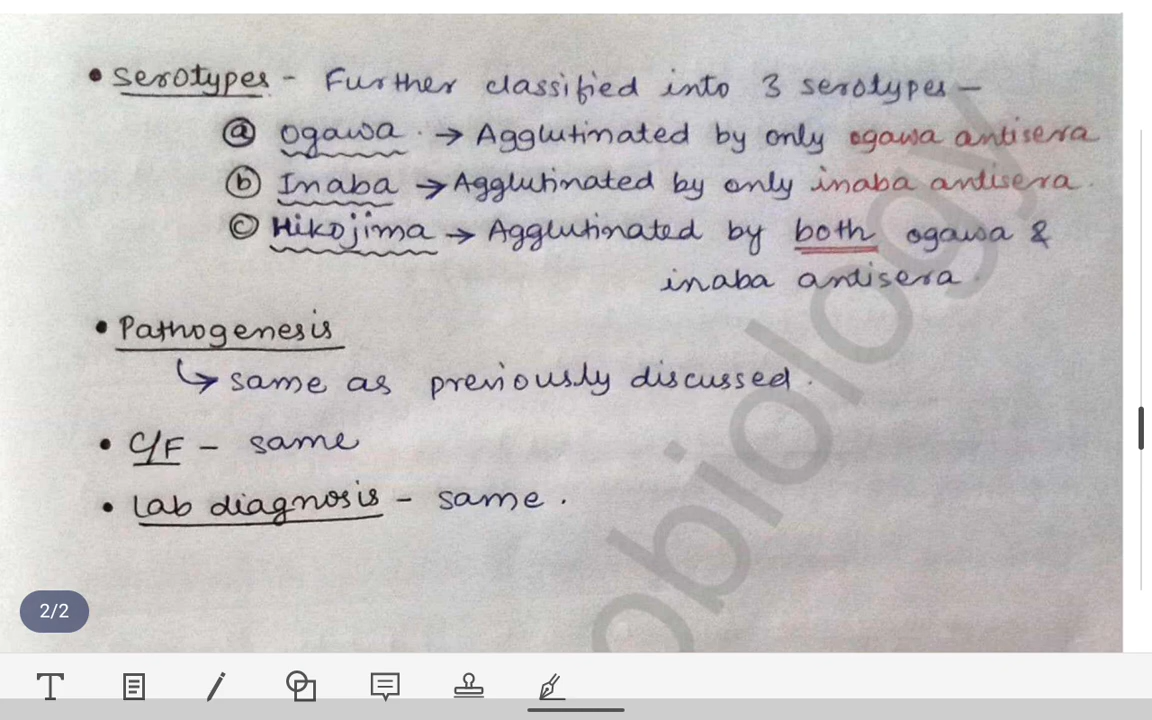 • Serotypes - Further classified into 3 serotypes —
ⓐ Ogawa → Agglutinated by only ogawa antisera
ⓑ Inaba → Agglutinated by only inaba antisera.
ⓒ Hikojima → Agglutinated by both ogawa &
inaba antisera.
• Pathogenesis
↳ same as previously discussed.
• C/F - same
• Lab diagnosis - same.
obiology
2/2
T